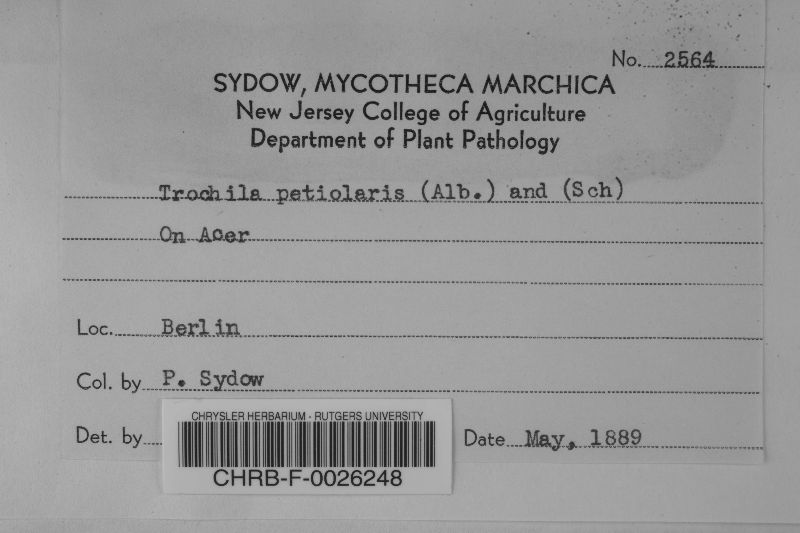 No. 2564
SYDOW, MYCOTHECA MARCHICA
New Jersey College of Agriculture
Department of Plant Pathology
Trochila petiolaris (Alb.) and (Sch)
On Acer
Loc. Berlin
Col. by P. Sydow
Det. by
Date May, 1889
CHRYSLER HERBARIUM - RUTGERS UNIVERSITY
CHRB-F-0026248